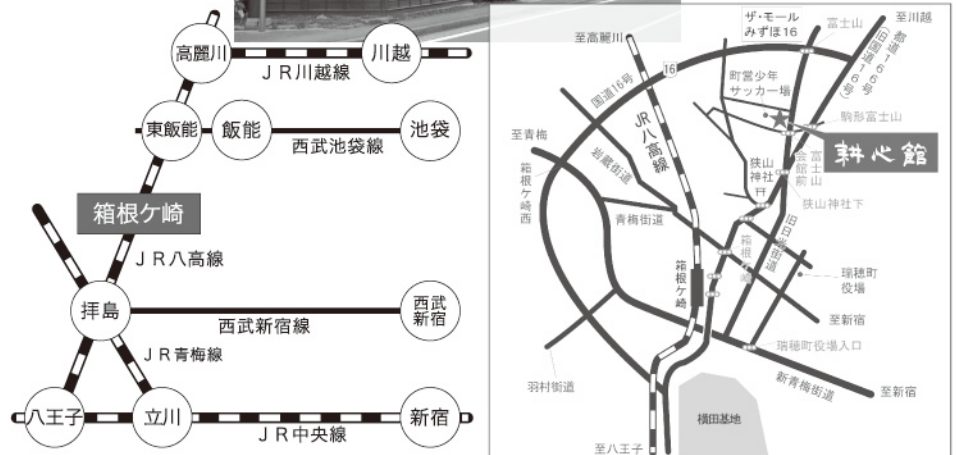 高麗川
川越
ＪＲ川越線
東飯能
飯能
池袋
西武池袋線
箱根ケ崎
ＪＲ八高線
拝島
西武
新宿
西武新宿線
ＪＲ青梅線
八王子
立川
新宿
ＪＲ中央線
至高麗川
ザ・モール
みずほ16
富士山
至川越
都道166号
(旧国道16号)
国道16号
16
町営少年
サッカー場
駒形富士山
耕心館
至青梅
JR八高線
岩蔵街道
箱根ケ崎西
狭山
神社
富士山
会館前
狭山神社下
青梅街道
旧日光街道
箱根ケ崎
箱根ケ崎
瑞穂町
役場
至新宿
瑞穂町役場入口
新青梅街道
至新宿
羽村街道
横田基地
至八王子